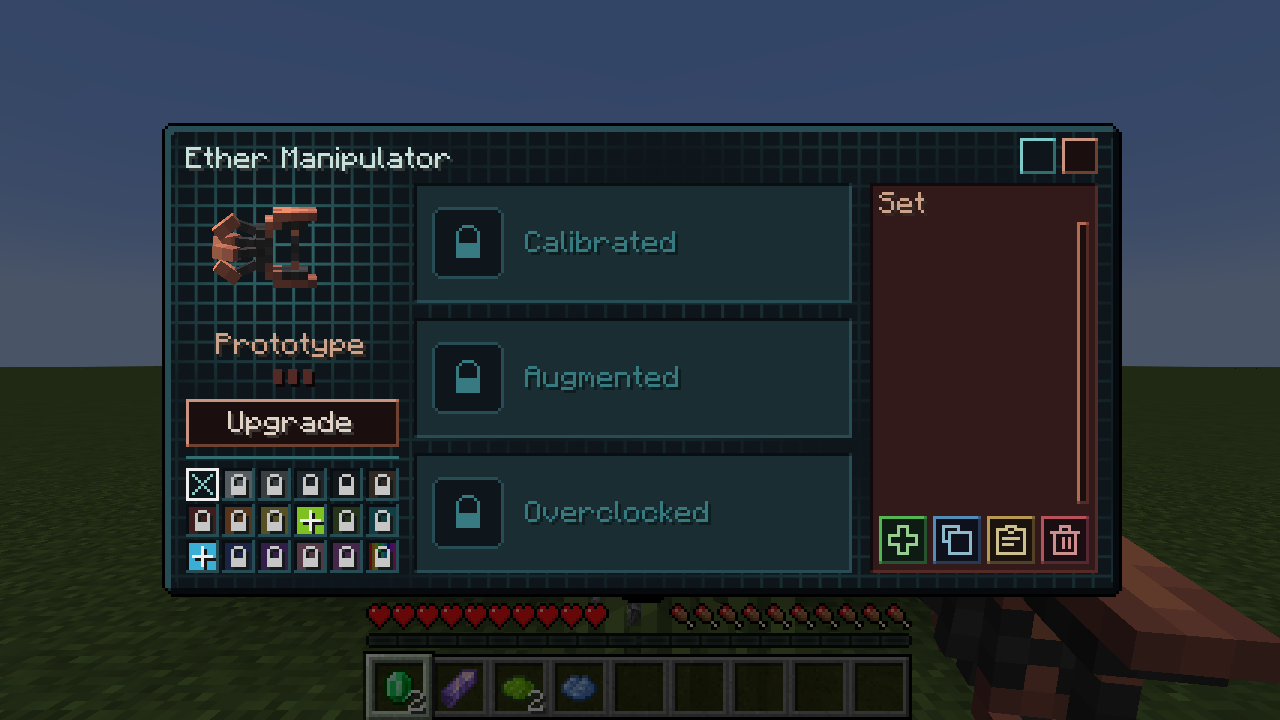 Ether Manipulator
Set
Calibrated
Prototype
Augmented
Upgrade
Overclocked
2
2